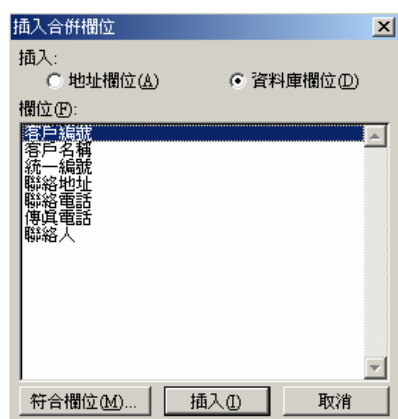 插入合併欄位
插入:
地址欄位(A) 資料庫欄位(D)
欄位(F):
客戶編號
客戶名稱
統一編號
聯絡地址
聯絡電話
傳真電話
聯絡人
符合欄位(M)... 插入(I) 取消